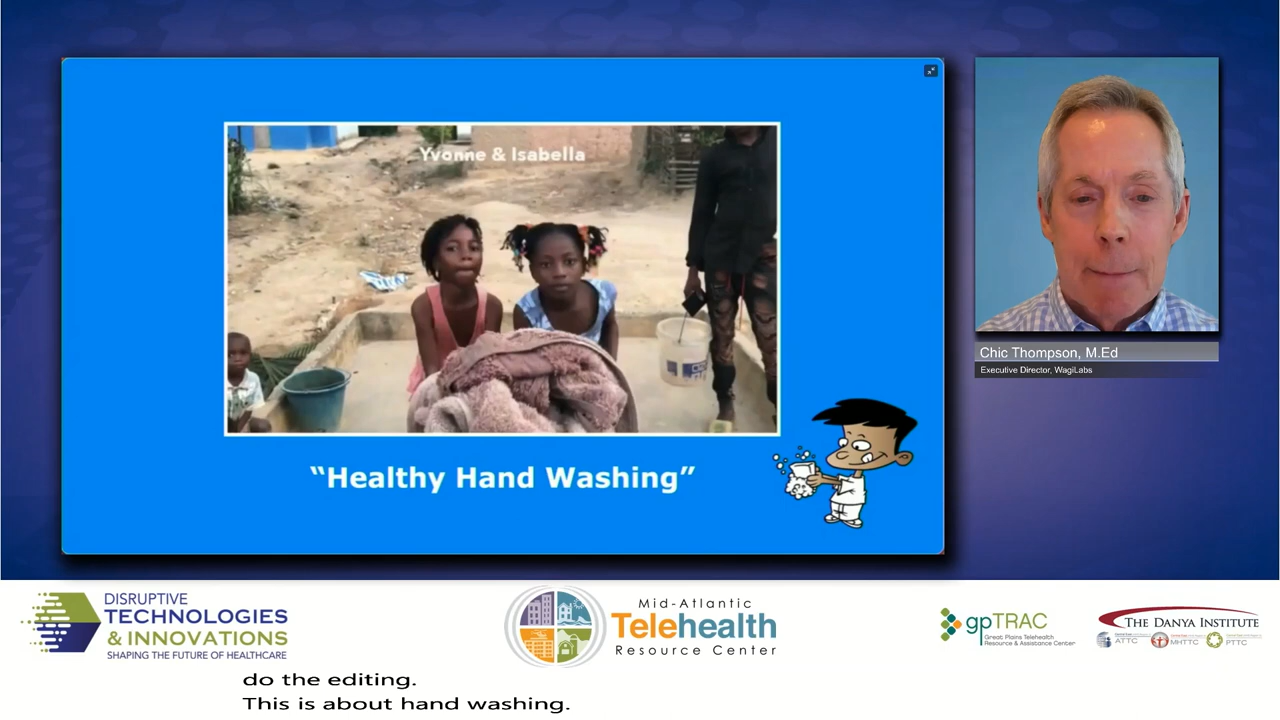 Yvonne & Isabella
“Healthy Hand Washing”
Chic Thompson, M.Ed
Executive Director, WagiLabs
DISRUPTIVE
TECHNOLOGIES
& INNOVATIONS
SHAPING THE FUTURE OF HEALTHCARE
Mid-Atlantic
Telehealth
Resource Center
gpTRAC
Great Plains Telehealth
Resource & Assistance Center
THE DANYA INSTITUTE
ATTC
MHTTC
PTTC
do the editing.
This is about hand washing.